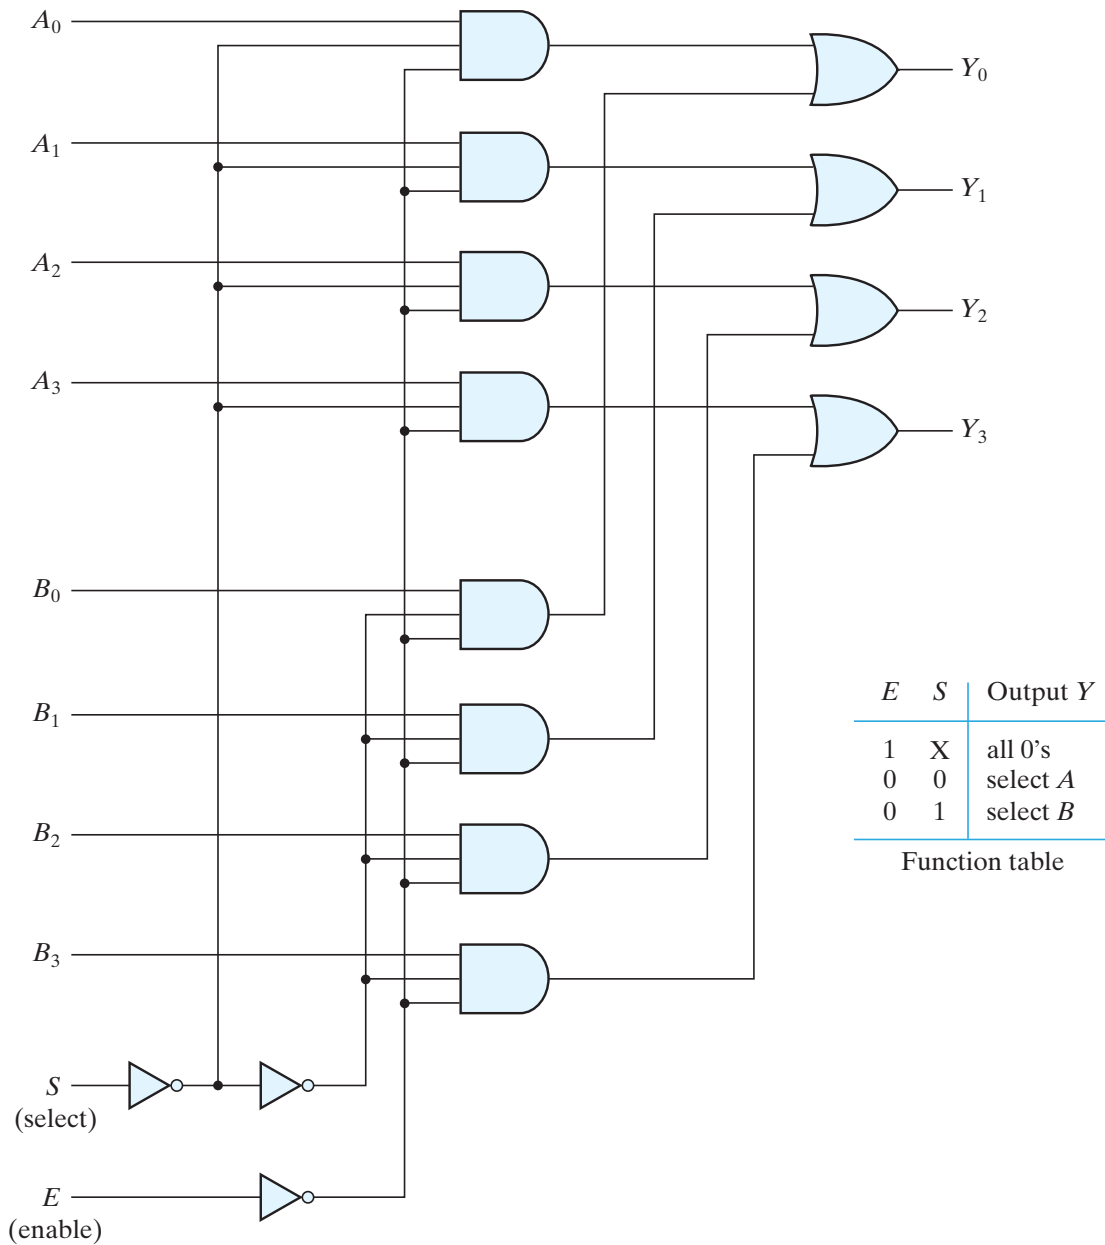 A₀
Y₀
A₁
Y₁
A₂
Y₂
A₃
Y₃
B₀
B₁
B₂
B₃
S
(select)
E
(enable)
E S Output Y
1 X all 0's
0 0 select A
0 1 select B
Function table